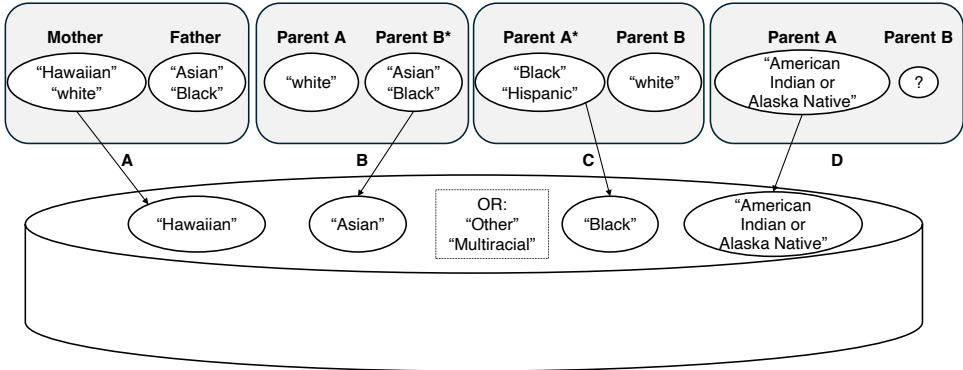 Mother Father Parent A Parent B* Parent A* Parent B Parent A Parent B
“Hawaiian”
“white”
“Asian”
“Black”
“white”
“Asian”
“Black”
“Black”
“Hispanic”
“white”
“American
Indian or
Alaska Native”
?
A B C D
“Hawaiian”
“Asian”
OR:
“Other”
“Multiracial”
“Black”
“American
Indian or
Alaska Native”